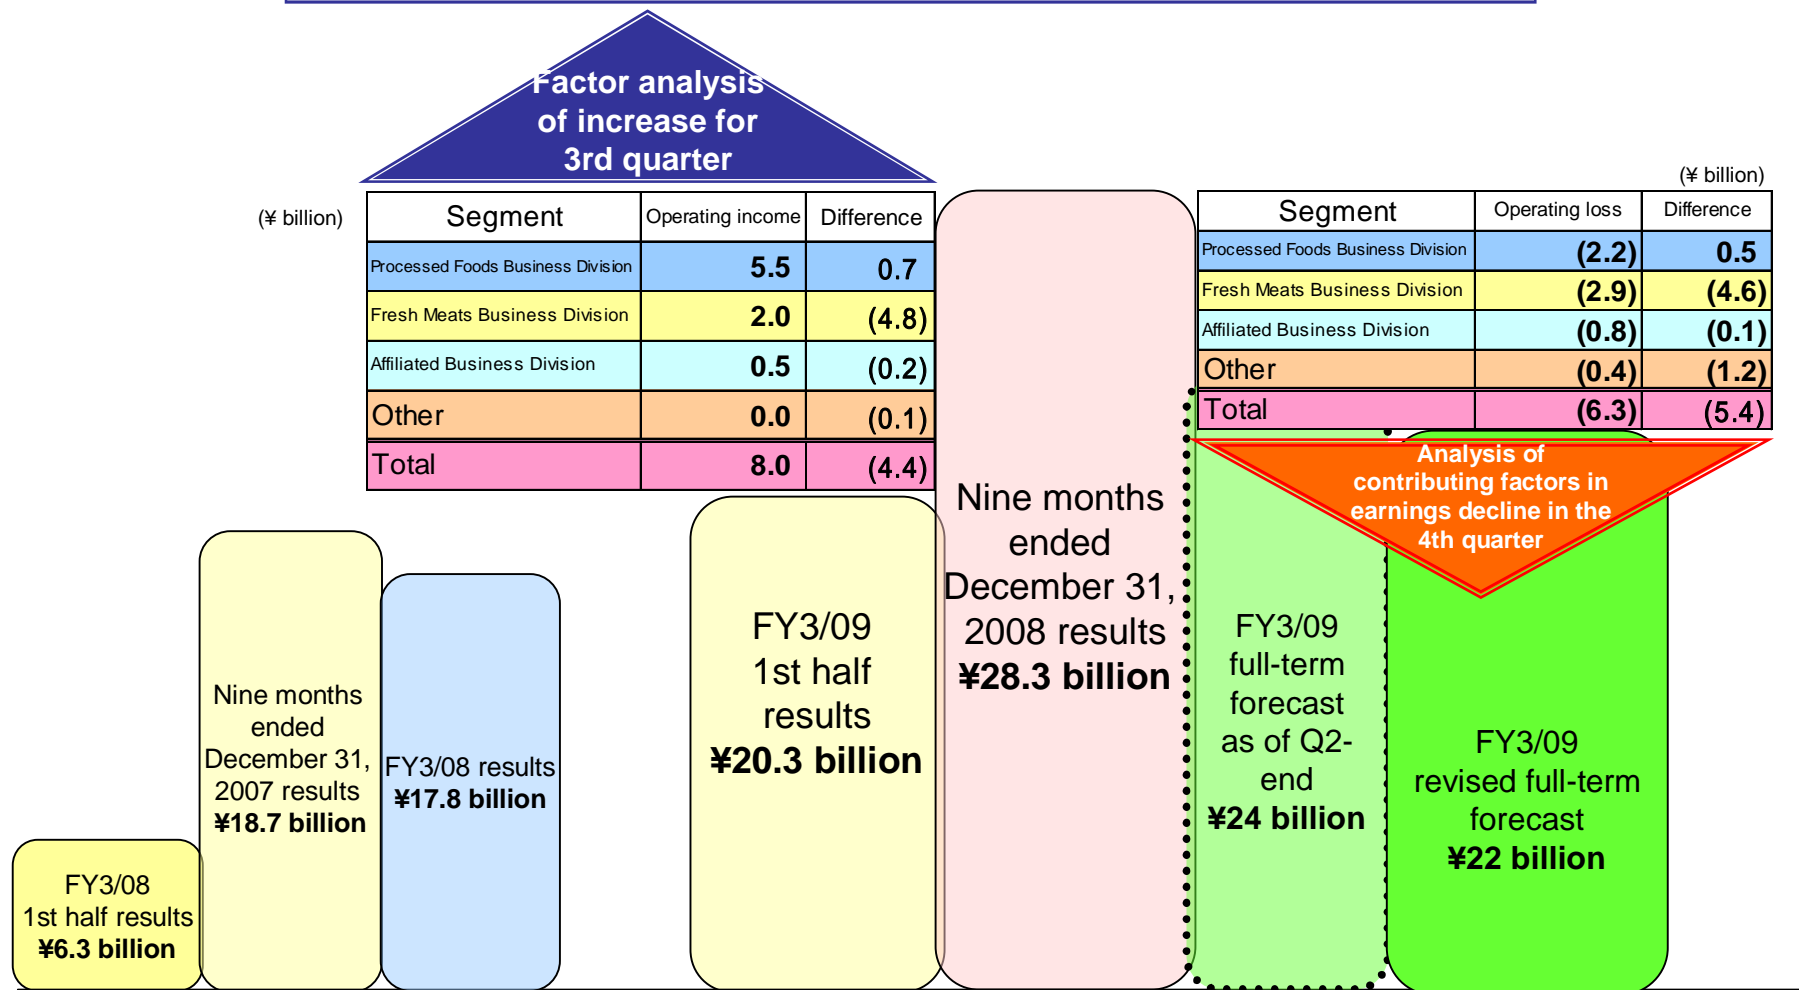 Factor analysis
of increase for
3rd quarter
(¥ billion)
Segment Operating income Difference
Processed Foods Business Division 5.5 0.7
Fresh Meats Business Division 2.0 (4.8)
Affiliated Business Division 0.5 (0.2)
Other 0.0 (0.1)
Total 8.0 (4.4)
(¥ billion)
Segment Operating loss Difference
Processed Foods Business Division (2.2) 0.5
Fresh Meats Business Division (2.9) (4.6)
Affiliated Business Division (0.8) (0.1)
Other (0.4) (1.2)
Total (6.3) (5.4)
Analysis of
contributing factors in
earnings decline in the
4th quarter
FY3/08
1st half results
¥6.3 billion
Nine months
ended
December 31,
2007 results
¥18.7 billion
FY3/08 results
¥17.8 billion
FY3/09
1st half
results
¥20.3 billion
Nine months
ended
December 31,
2008 results
¥28.3 billion
FY3/09
full-term
forecast
as of Q2-
end
¥24 billion
FY3/09
revised full-term
forecast
¥22 billion